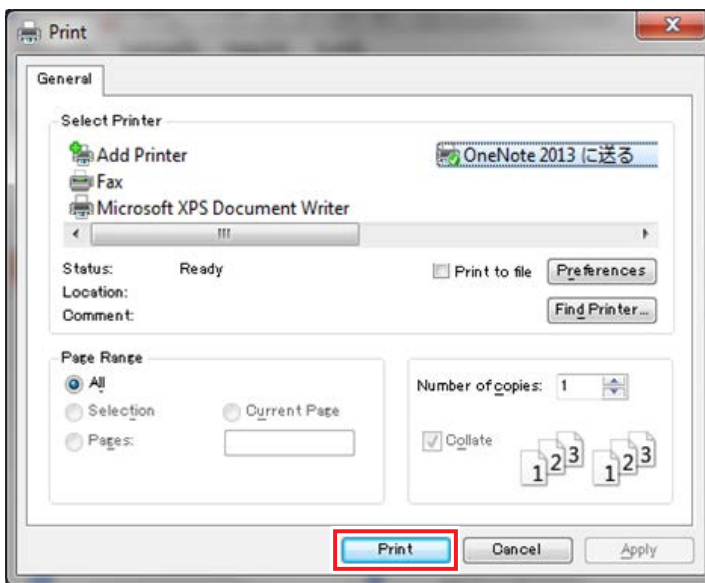 Print
General
Select Printer
Add Printer
OneNote 2013 に送る
Fax
Microsoft XPS Document Writer
Status: Ready
Print to file
Preferences
Location:
Comment:
Find Printer...
Page Range
All
Selection
Current Page
Pages:
Number of copies: 1
Collate
1 2 3 1 2 3
Print
Cancel
Apply